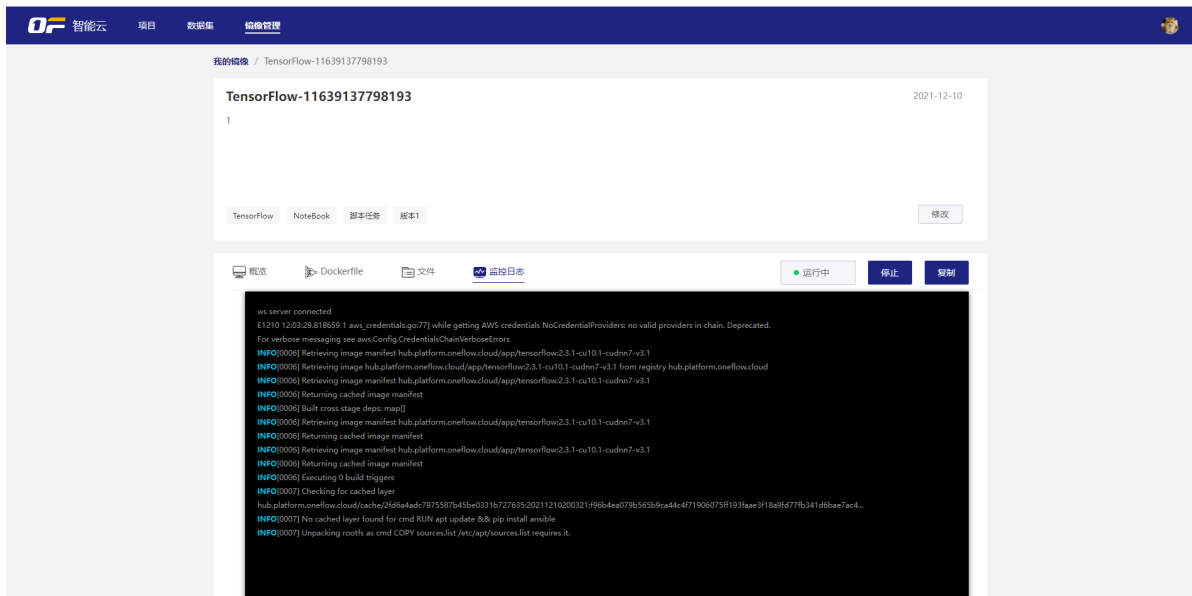 OF 智能云 项目 数据集 镜像管理
我的镜像 / TensorFlow-11639137798193
TensorFlow-11639137798193 2021-12-10
1
TensorFlow NoteBook 脚本任务 版本1 修改
概览 Dockerfile 文件 监控日志 运行中 停止 复制
ws server connected
E1210 12:03:29.818659 1 aws_credentials.go:77] while getting AWS credentials NoCredentialProviders: no valid providers in chain. Deprecated.
For verbose messaging see aws.Config.CredentialsChainVerboseErrors
INFO[0006] Retrieving image manifest hub.platform.oneflow.cloud/app/tensorflow:2.3.1-cu10.1-cudnn7-v3.1
INFO[0006] Retrieving image hub.platform.oneflow.cloud/app/tensorflow:2.3.1-cu10.1-cudnn7-v3.1 from registry hub.platform.oneflow.cloud
INFO[0006] Retrieving image manifest hub.platform.oneflow.cloud/app/tensorflow:2.3.1-cu10.1-cudnn7-v3.1
INFO[0006] Returning cached image manifest
INFO[0006] Built cross stage deps: map[]
INFO[0006] Retrieving image manifest hub.platform.oneflow.cloud/app/tensorflow:2.3.1-cu10.1-cudnn7-v3.1
INFO[0006] Returning cached image manifest
INFO[0006] Retrieving image manifest hub.platform.oneflow.cloud/app/tensorflow:2.3.1-cu10.1-cudnn7-v3.1
INFO[0006] Returning cached image manifest
INFO[0006] Executing 0 build triggers
INFO[0007] Checking for cached layer
hub.platform.oneflow.cloud/cache/2fd6a4adc7975587b45be0331b727635:20211210200321:f96b4ea079b565b9ca44c4f71906075ff193faae3f18a9fd77fb341d6bae7ac4...
INFO[0007] No cached layer found for cmd RUN apt update && pip install ansible
INFO[0007] Unpacking rootfs as cmd COPY sources.list /etc/apt/sources.list requires it.